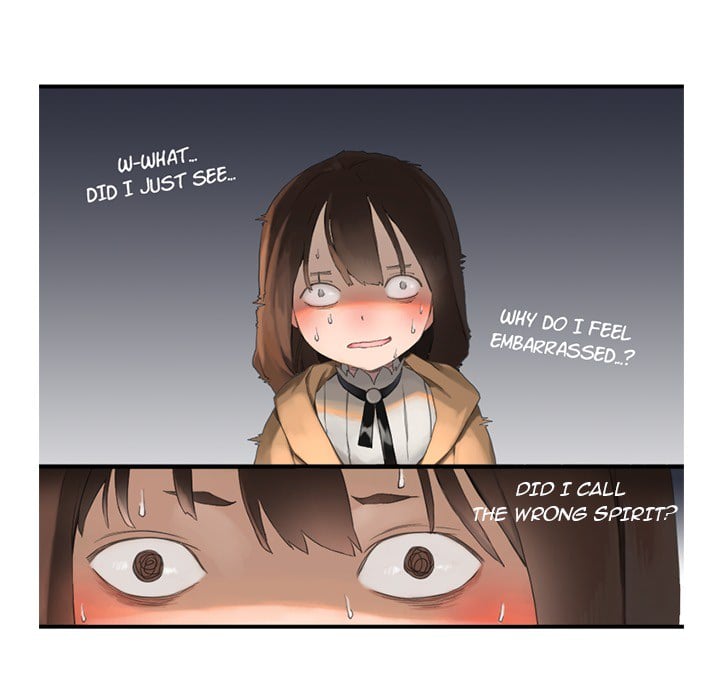 W-WHAT...
DID I JUST SEE...
WHY DO I FEEL
EMBARRASSED...?
DID I CALL
THE WRONG SPIRIT?